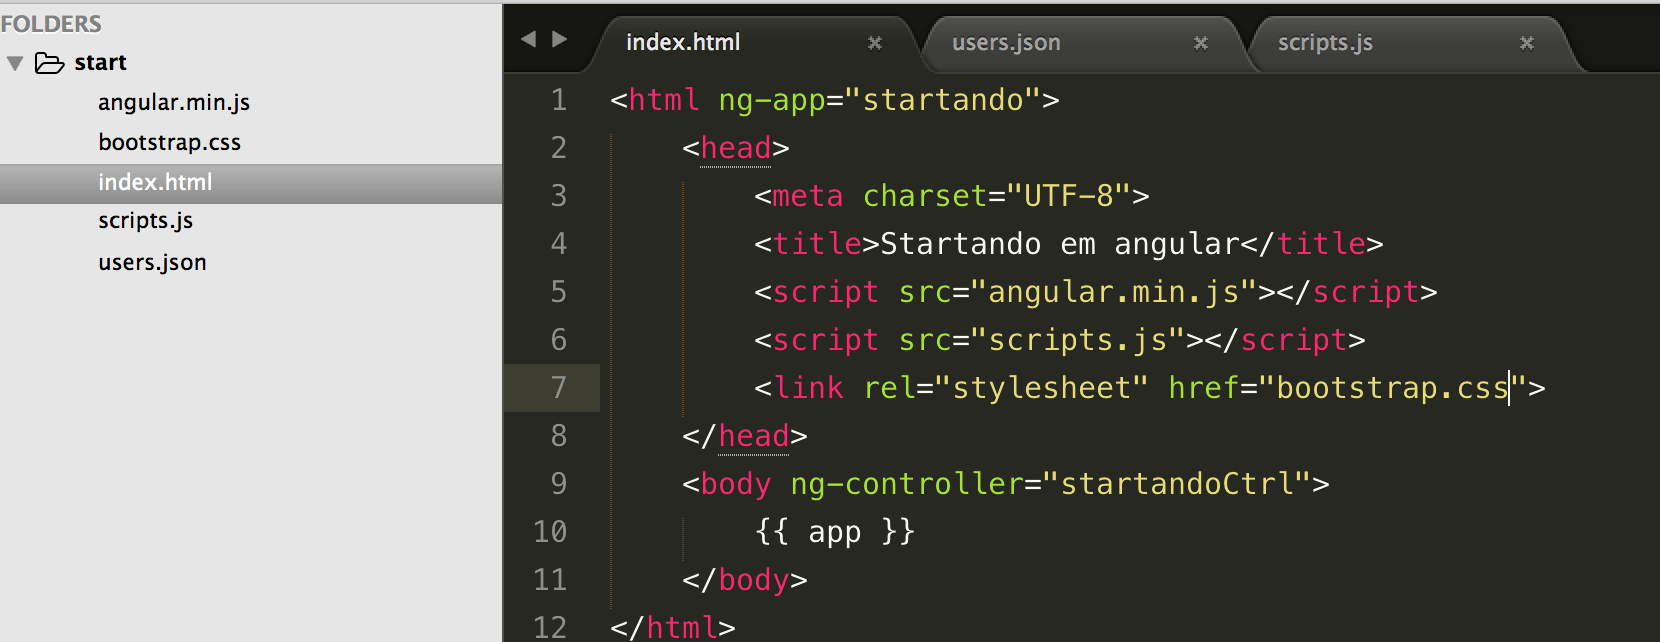 FOLDERS
start
angular.min.js
bootstrap.css
index.html
scripts.js
users.json
index.html × users.json × scripts.js ×
1 <html ng-app="startando">
2 <head>
3 <meta charset="UTF-8">
4 <title>Startando em angular</title>
5 <script src="angular.min.js"></script>
6 <script src="scripts.js"></script>
7 <link rel="stylesheet" href="bootstrap.css">
8 </head>
9 <body ng-controller="startandoCtrl">
10 {{ app }}
11 </body>
12 </html>